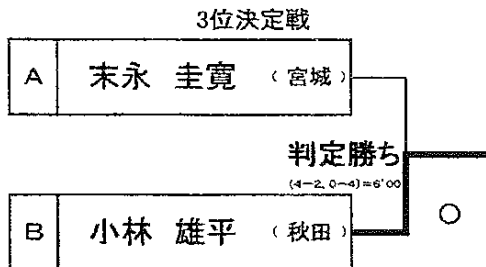 3位決定戦
A 末永 圭寛 (宮城)
判定勝ち
(4-2,0-4)=6'00
B 小林 雄平 (秋田)
○